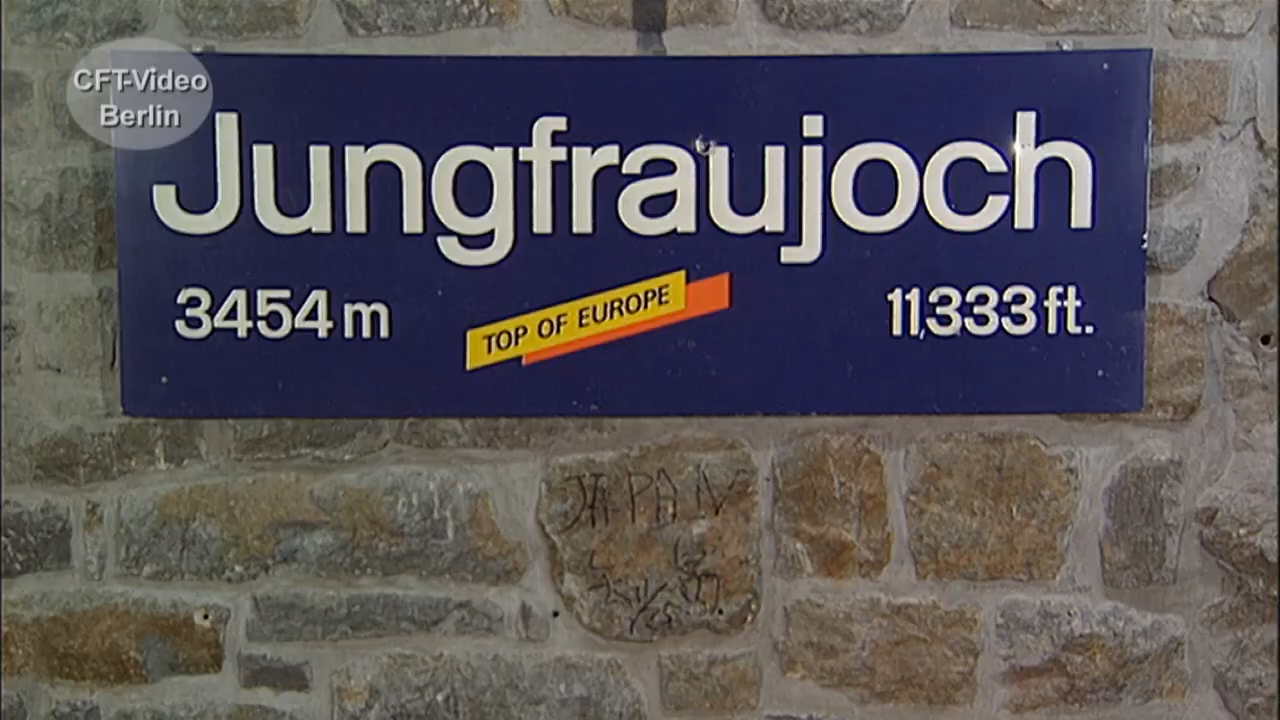 CFT-Video
Berlin
Jungfraujoch
3454 m
TOP OF EUROPE
11,333 ft.
JAPAN